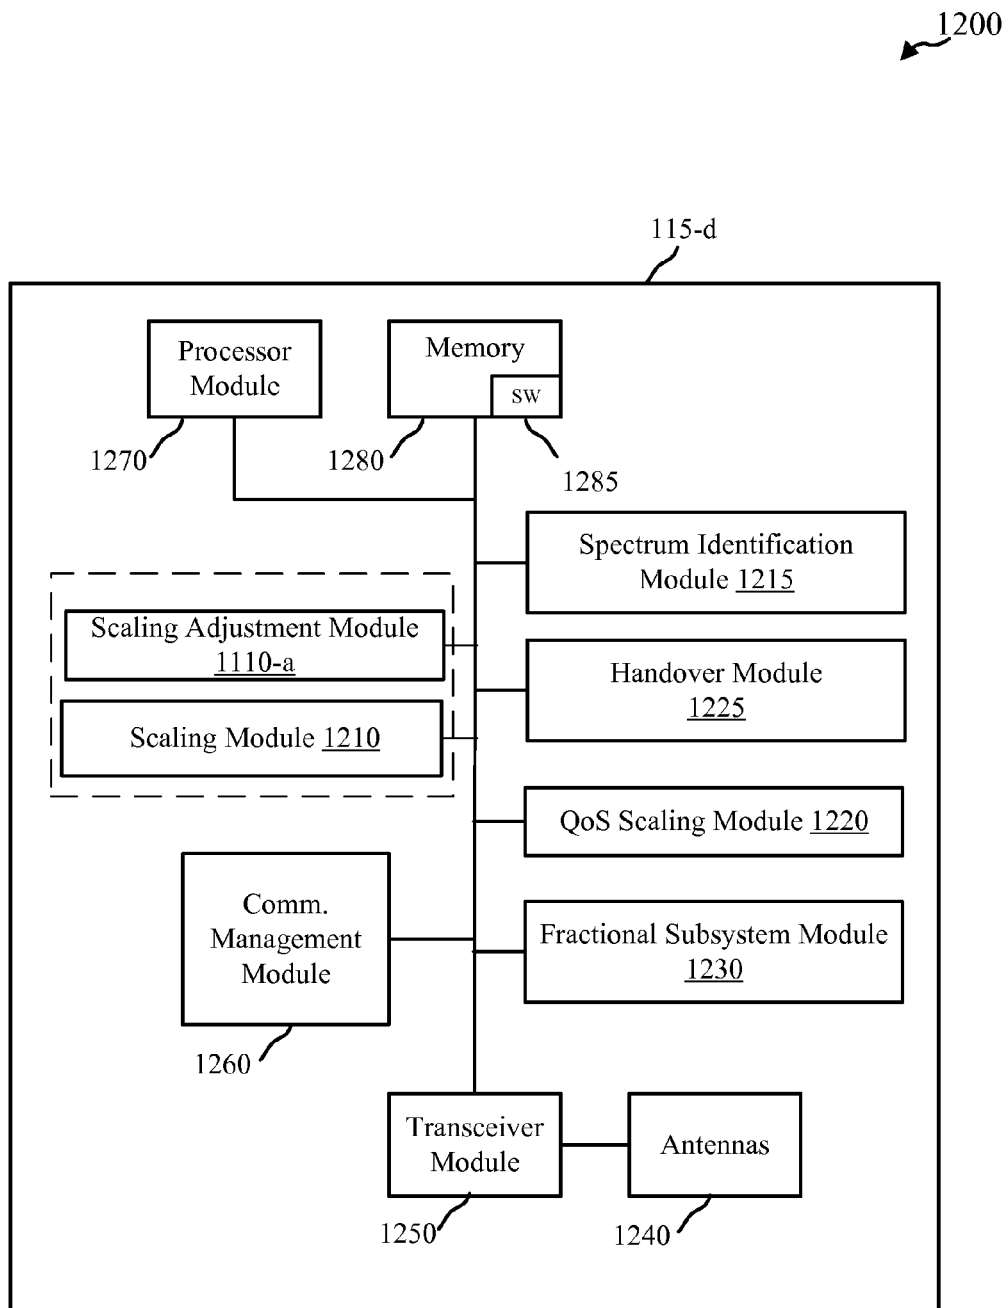 1200
115-d
Processor
Module
Memory
SW
1270
1280
1285
Spectrum Identification
Module 1215
Scaling Adjustment Module
1110-a
Handover Module
1225
Scaling Module 1210
QoS Scaling Module 1220
Comm.
Management
Module
Fractional Subsystem Module
1230
1260
Transceiver
Module
Antennas
1250
1240